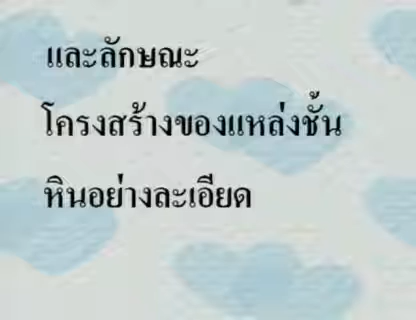 และลักษณะ
โครงสร้างของแหล่งชั้น
หินอย่างละเอียด